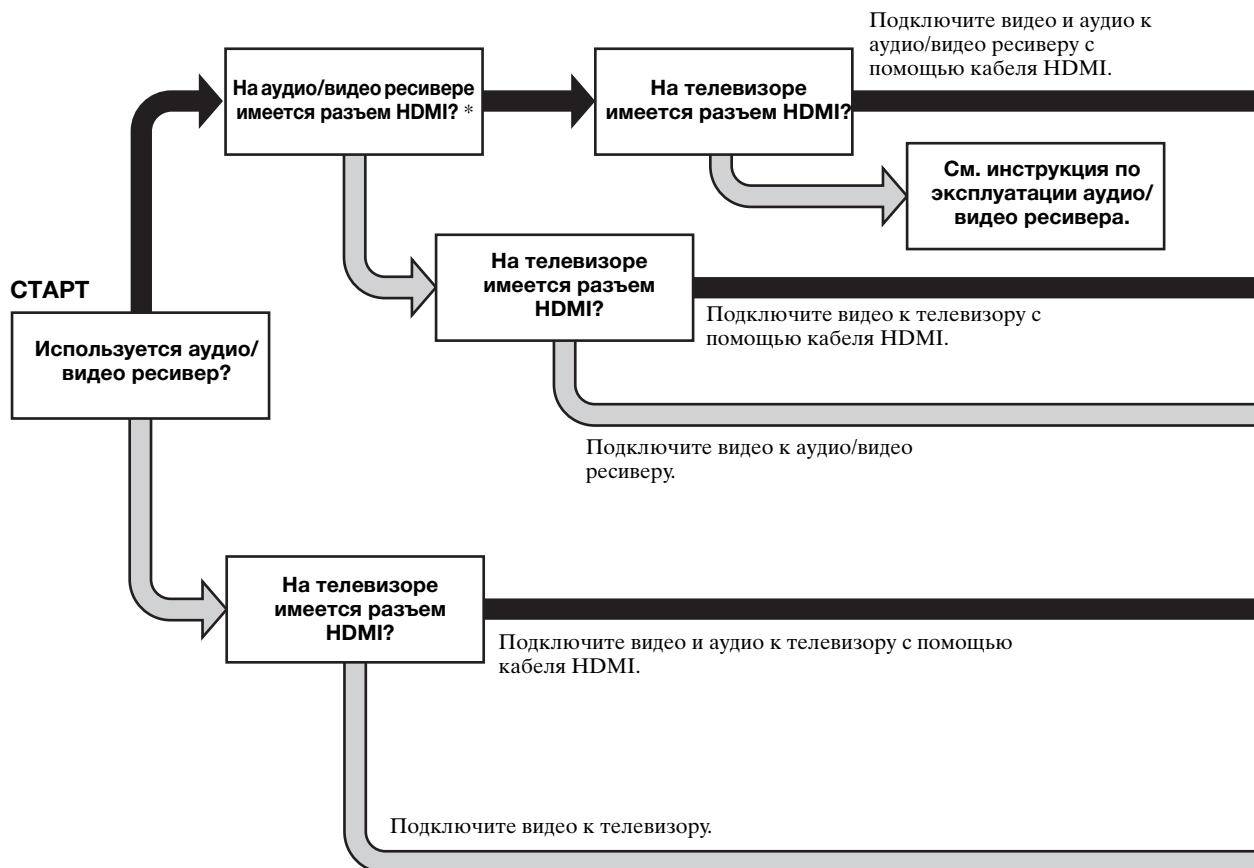 Подключите видео и аудио к
аудио/видео ресиверу с
помощью кабеля HDMI.
На аудио/видео ресивере
имеется разъем HDMI? *
На телевизоре
имеется разъем HDMI?
См. инструкция по
эксплуатации аудио/
видео ресивера.
На телевизоре
имеется разъем
HDMI?
СТАРТ
Подключите видео к телевизору с
помощью кабеля HDMI.
Используется аудио/
видео ресивер?
Подключите видео к аудио/видео
ресиверу.
На телевизоре
имеется разъем
HDMI?
Подключите видео и аудио к телевизору с помощью
кабеля HDMI.
Подключите видео к телевизору.